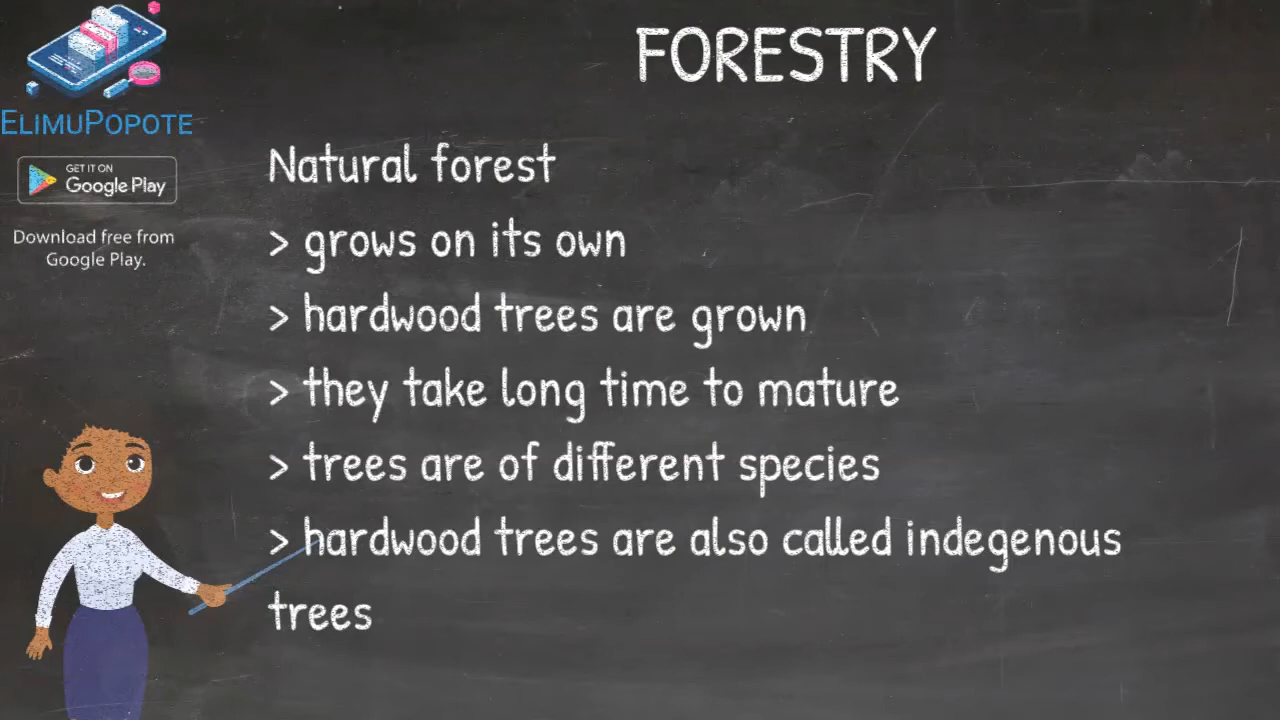 FORESTRY
ELIMUPOPOTE
GET IT ON
Google Play
Download free from
Google Play.
Natural forest
> grows on its own
> hardwood trees are grown
> they take long time to mature
> trees are of different species
> hardwood trees are also called indegenous
trees